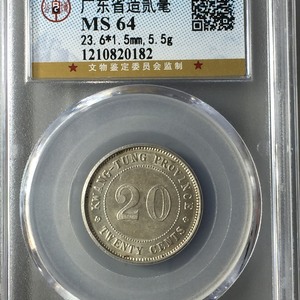 广东省造贰毫
MS 64
23.6*1.5mm,5.5g
1210820182
文物鉴定委员会监制
KWANG-TUNG PROVINCE
20
TWENTY CENTS